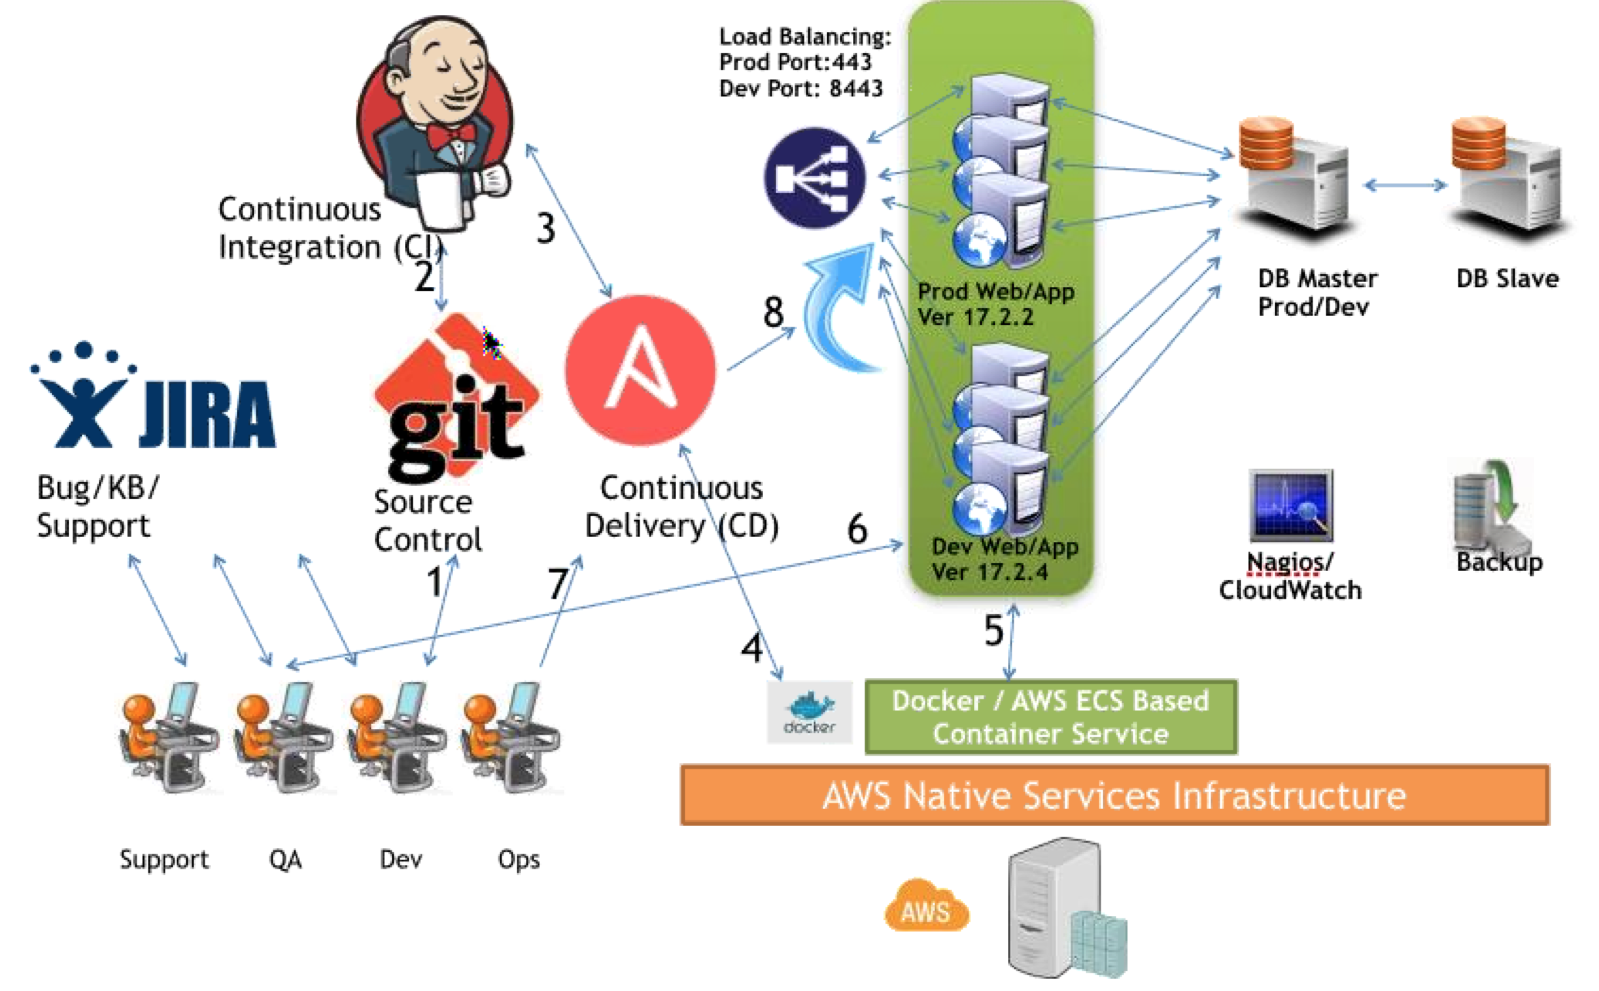 Load Balancing:
Prod Port:443
Dev Port: 8443
Continuous
Integration (CI)
3
2
8
Prod Web/App
Ver 17.2.2
DB Master
Prod/Dev
DB Slave
JIRA
git
Bug/KB/
Support
Source
Control
Continuous
Delivery (CD)
6
Dev Web/App
Ver 17.2.4
Nagios/
CloudWatch
Backup
1
7
5
4
docker
Docker / AWS ECS Based
Container Service
AWS Native Services Infrastructure
Support
QA
Dev
Ops
AWS